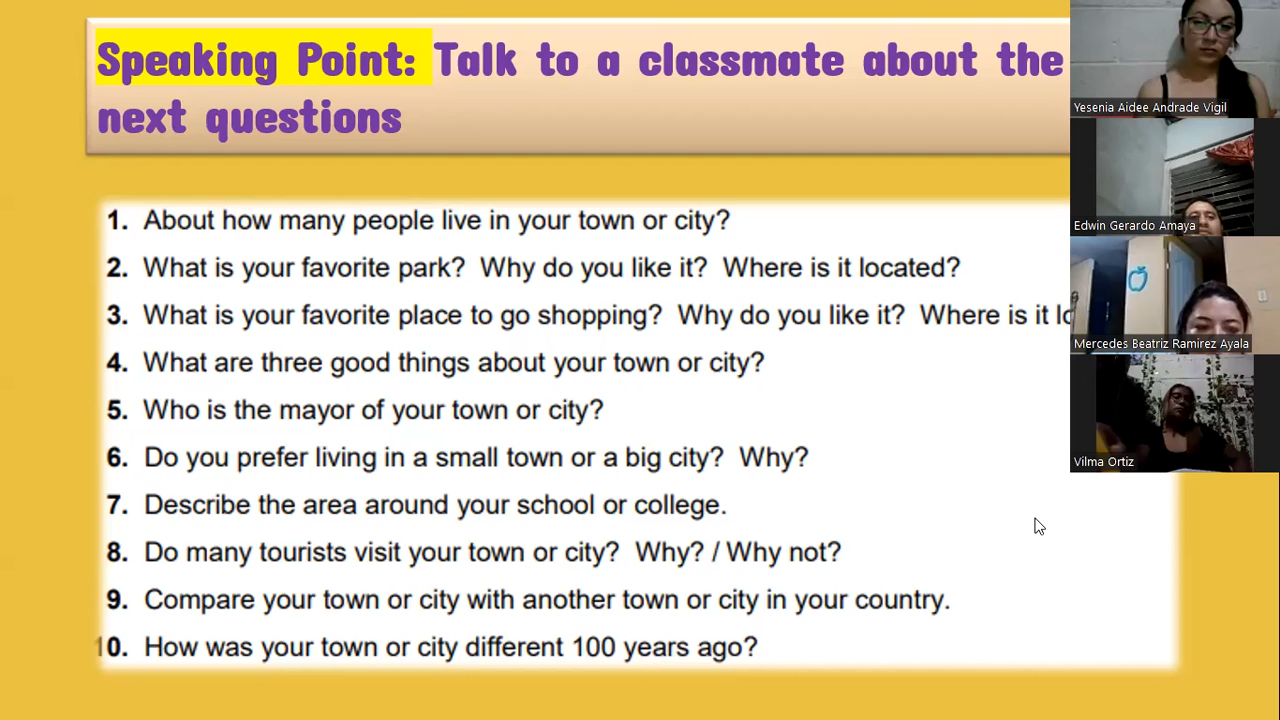 Speaking Point: Talk to a classmate about the
next questions
1. About how many people live in your town or city?
2. What is your favorite park? Why do you like it? Where is it located?
3. What is your favorite place to go shopping? Why do you like it? Where is it lo
4. What are three good things about your town or city?
5. Who is the mayor of your town or city?
6. Do you prefer living in a small town or a big city? Why?
7. Describe the area around your school or college.
8. Do many tourists visit your town or city? Why? / Why not?
9. Compare your town or city with another town or city in your country.
10. How was your town or city different 100 years ago?
Yesenia Aidee Andrade Vigil
Edwin Gerardo Amaya
Mercedes Beatriz Ramirez Ayala
Vilma Ortiz